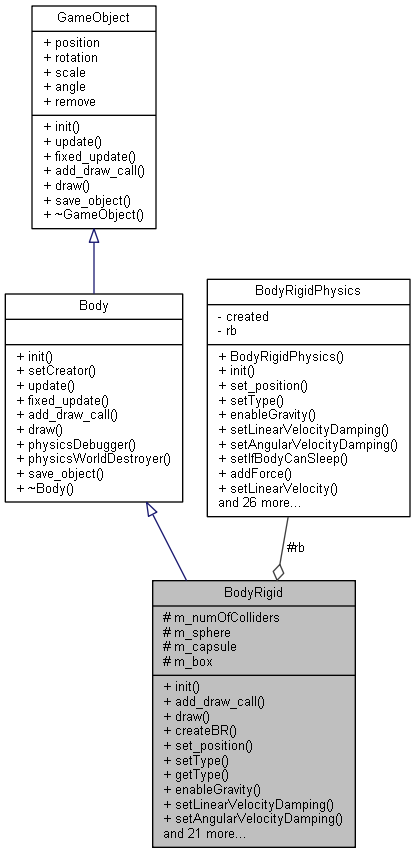 GameObject
+ position
+ rotation
+ scale
+ angle
+ remove
+ init()
+ update()
+ fixed_update()
+ add_draw_call()
+ draw()
+ save_object()
+ ~GameObject()
Body
+ init()
+ setCreator()
+ update()
+ fixed_update()
+ add_draw_call()
+ draw()
+ physicsDebugger()
+ physicsWorldDestroyer()
+ save_object()
+ ~Body()
BodyRigidPhysics
- created
- rb
+ BodyRigidPhysics()
+ init()
+ set_position()
+ setType()
+ enableGravity()
+ setLinearVelocityDamping()
+ setAngularVelocityDamping()
+ setIfBodyCanSleep()
+ addForce()
+ setLinearVelocity()
and 26 more...
#rb
BodyRigid
# m_numOfColliders
# m_sphere
# m_capsule
# m_box
+ init()
+ add_draw_call()
+ draw()
+ createBR()
+ set_position()
+ setType()
+ getType()
+ enableGravity()
+ setLinearVelocityDamping()
+ setAngularVelocityDamping()
and 21 more...